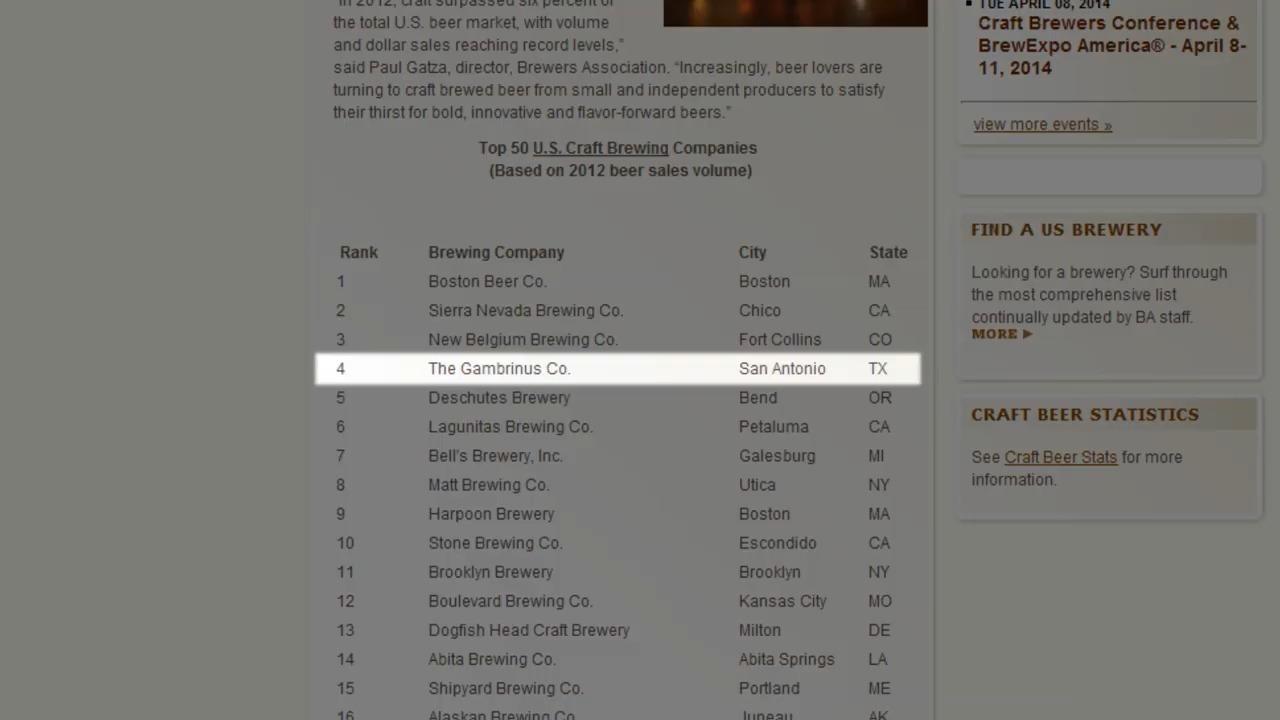 "In 2012, craft surpassed six percent of
the total U.S. beer market, with volume
and dollar sales reaching record levels,”
said Paul Gatza, director, Brewers Association. “Increasingly, beer lovers are
turning to craft brewed beer from small and independent producers to satisfy
their thirst for bold, innovative and flavor-forward beers.”
Top 50 U.S. Craft Brewing Companies
(Based on 2012 beer sales volume)
Rank Brewing Company City State
1 Boston Beer Co. Boston MA
2 Sierra Nevada Brewing Co. Chico CA
3 New Belgium Brewing Co. Fort Collins CO
4 The Gambrinus Co. San Antonio TX
5 Deschutes Brewery Bend OR
6 Lagunitas Brewing Co. Petaluma CA
7 Bell's Brewery, Inc. Galesburg MI
8 Matt Brewing Co. Utica NY
9 Harpoon Brewery Boston MA
10 Stone Brewing Co. Escondido CA
11 Brooklyn Brewery Brooklyn NY
12 Boulevard Brewing Co. Kansas City MO
13 Dogfish Head Craft Brewery Milton DE
14 Abita Brewing Co. Abita Springs LA
15 Shipyard Brewing Co. Portland ME
16 Alaskan Brewing Co. Juneau AK
TUE APRIL 08, 2014
Craft Brewers Conference &
BrewExpo America® - April 8-
11, 2014
view more events »
FIND A US BREWERY
Looking for a brewery? Surf through
the most comprehensive list
continually updated by BA staff.
MORE ▶
CRAFT BEER STATISTICS
See Craft Beer Stats for more
information.